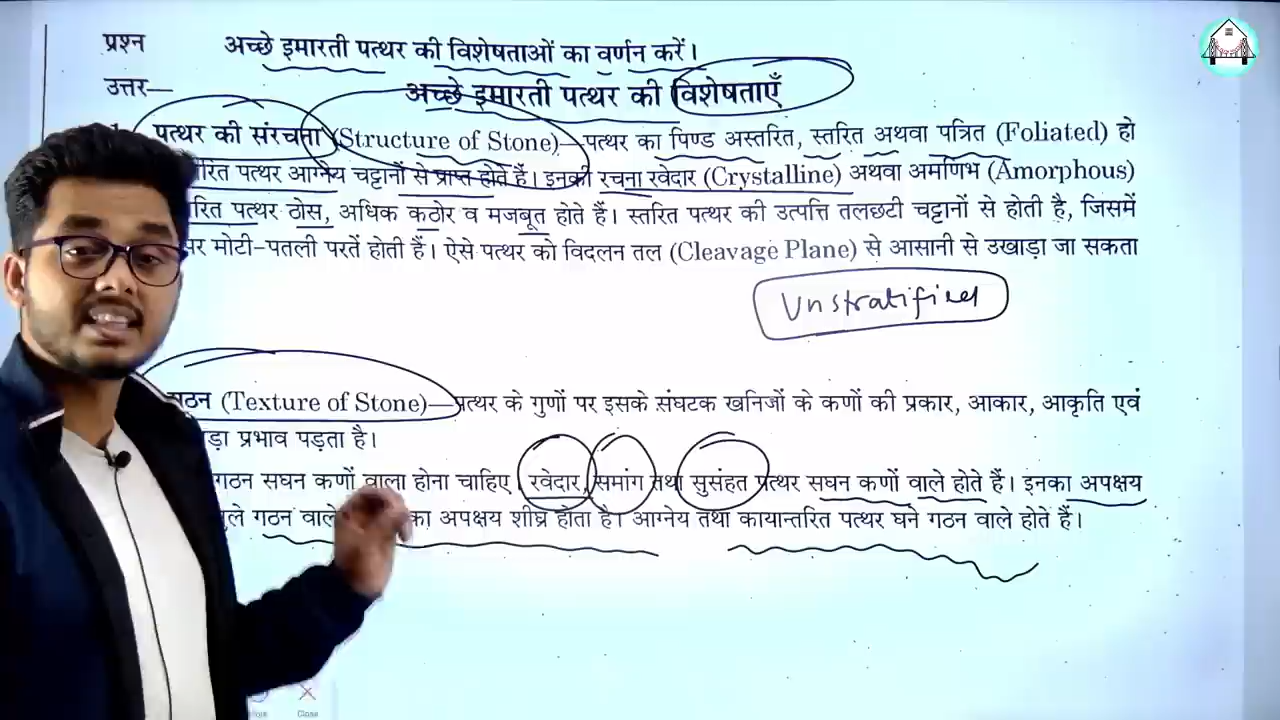 प्रश्न अच्छे इमारती पत्थर की विशेषताओं का वर्णन करें।
उत्तर— अच्छे इमारती पत्थर की विशेषताएँ
पत्थर की संरचता (Structure of Stone)—पत्थर का पिण्ड अस्तरित, स्तरित अथवा पत्रित (Foliated) हो
पत्थर आग्नेय चट्टानों से प्राप्त होते हैं। इनकी रचना रवेदार (Crystalline) अथवा अमणिभ (Amorphous)
पत्थर ठोस, अधिक कठोर व मजबूत होते हैं। स्तरित पत्थर की उत्पत्ति तलछटी चट्टानों से होती है, जिसमें
मोटी-पतली परतें होती हैं। ऐसे पत्थर को विदलन तल (Cleavage Plane) से आसानी से उखाड़ा जा सकता
Unstratified
गठन (Texture of Stone)—पत्थर के गुणों पर इसके संघटक खनिजों के कणों की प्रकार, आकार, आकृति एवं
प्रभाव पड़ता है।
गठन सघन कणों वाला होना चाहिए रवेदार, समांग तथा सुसंहत पत्थर सघन कणों वाले होते हैं। इनका अपक्षय
गठन वाले का अपक्षय शीघ्र होता है। आग्नेय तथा कायान्तरित पत्थर घने गठन वाले होते हैं।
Close